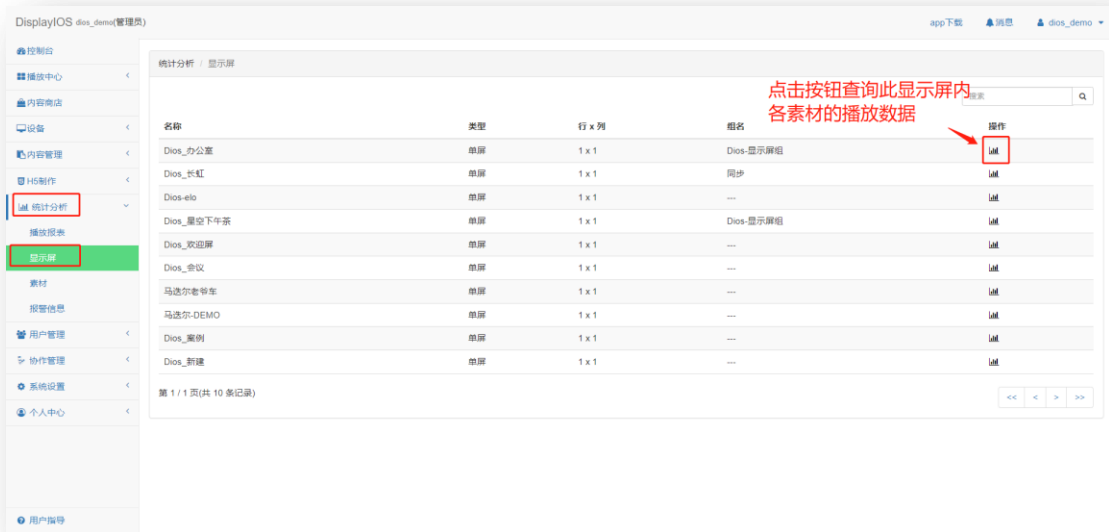 DisplayIOS dios_demo(管理员)
app下载
消息
dios_demo
控制台
播放中心
内容商店
设备
内容管理
H5制作
统计分析
播放报表
显示屏
素材
报警信息
用户管理
协作管理
系统设置
个人中心
用户指导
统计分析 / 显示屏
点击按钮查询此显示屏内
各素材的播放数据
搜索
名称 类型 行 x 列 组名 操作
Dios_办公室 单屏 1 x 1 Dios-显示屏组
Dios_长虹 单屏 1 x 1 同步
Dios-elo 单屏 1 x 1 ---
Dios_星空下午茶 单屏 1 x 1 Dios-显示屏组
Dios_欢迎屏 单屏 1 x 1 ---
Dios_会议 单屏 1 x 1 ---
马迭尔老爷车 单屏 1 x 1 ---
马迭尔-DEMO 单屏 1 x 1 ---
Dios_案例 单屏 1 x 1 ---
Dios_新建 单屏 1 x 1 ---
第 1 / 1 页(共 10 条记录)
<< < > >>